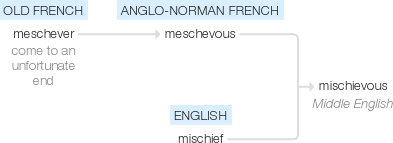 OLD FRENCH
ANGLO-NORMAN FRENCH
meschever
meschevous
come to an
unfortunate
end
ENGLISH
mischief
mischievous
Middle English